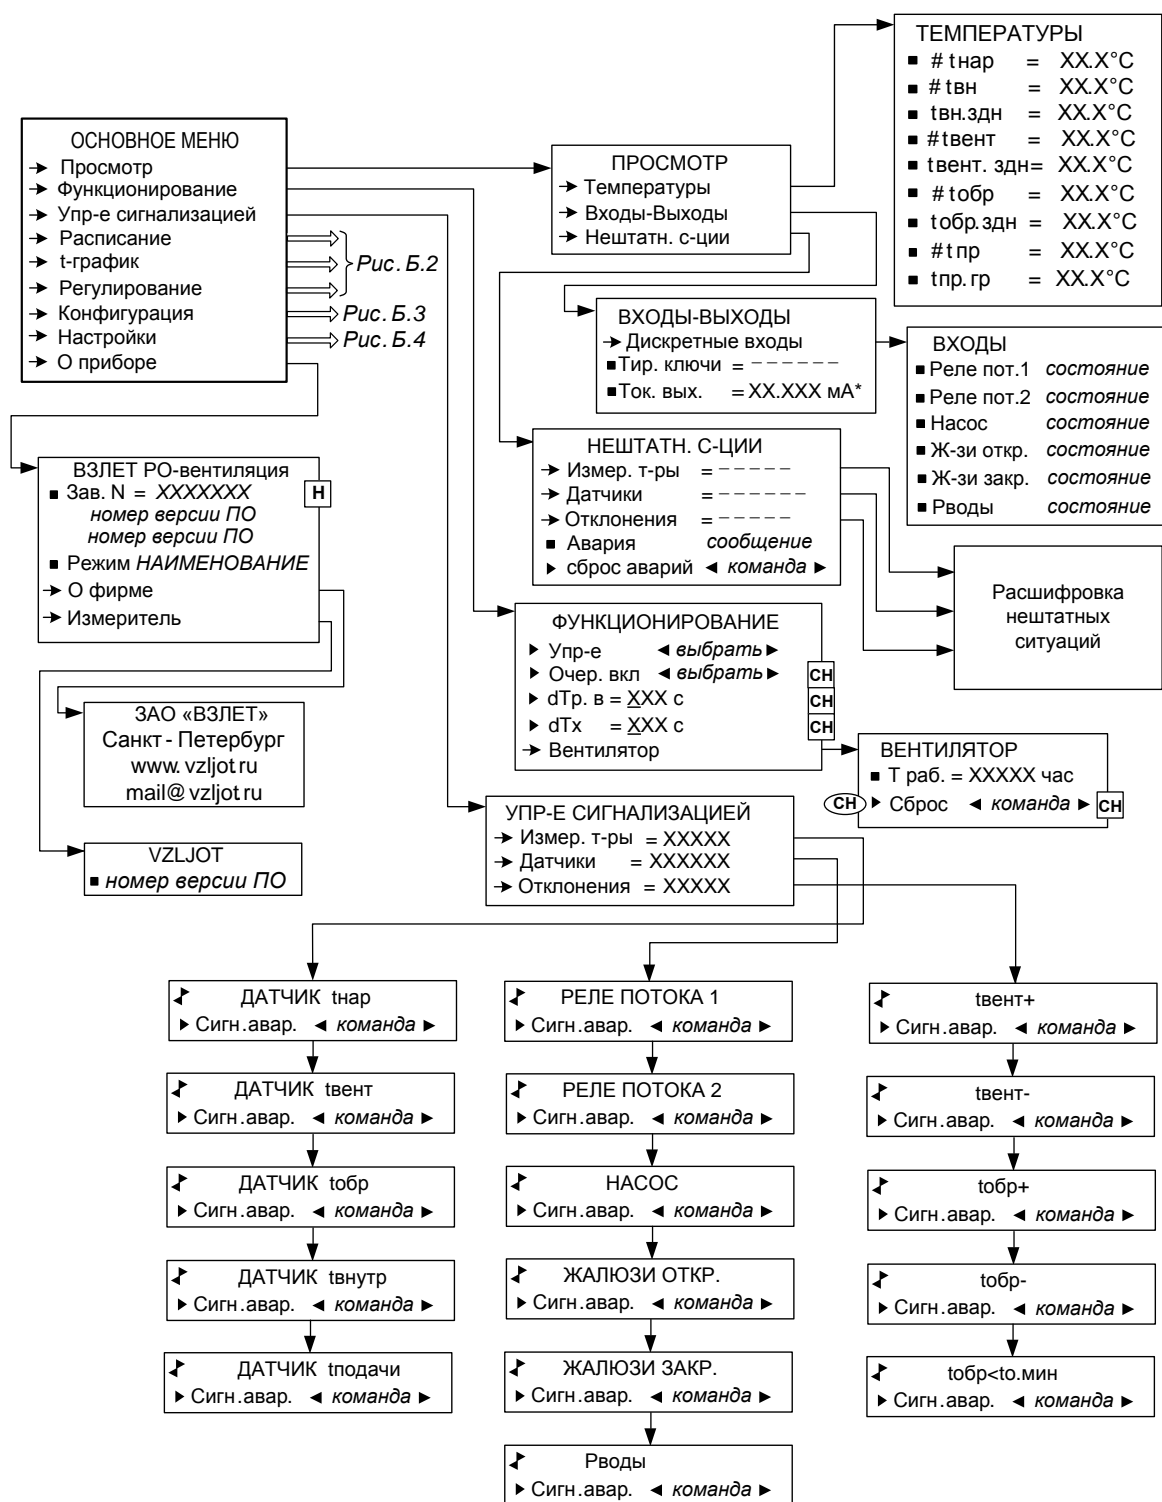 ОСНОВНОЕ МЕНЮ
Просмотр
Функционирование
Упр-е сигнализацией
Расписание
t-график
Регулирование
Рис. Б.2
Конфигурация
Рис. Б.3
Настройки
Рис. Б.4
О приборе
ПРОСМОТР
Температуры
Входы-Выходы
Нештатн. с-ции
ТЕМПЕРАТУРЫ
# tнар = XX.X°C
# tвн = XX.X°C
tвн.здн = XX.X°C
#tвент = XX.X°C
tвент. здн= XX.X°C
# tобр = XX.X°C
tобр.здн = XX.X°C
#tпр = XX.X°C
tпр.гр = XX.X°C
ВХОДЫ-ВЫХОДЫ
Дискретные входы
Тир. ключи = – – – – – –
Ток. вых. = XX.XXX мА*
ВХОДЫ
Реле пот.1 состояние
Реле пот.2 состояние
Насос состояние
Ж-зи откр. состояние
Ж-зи закр. состояние
Рводы состояние
НЕШТАТН. С-ЦИИ
Измер. т-ры = – – – – –
Датчики = – – – – – –
Отклонения = – – – – –
Авария сообщение
сброс аварий ◄ команда ►
Расшифровка
нештатных
ситуаций
ВЗЛЕТ РО-вентиляция
Зав. N = XXXXXXX
Н
номер версии ПО
номер версии ПО
Режим НАИМЕНОВАНИЕ
О фирме
Измеритель
ФУНКЦИОНИРОВАНИЕ
Упр-е ◄ выбрать ►
Очер. вкл ◄ выбрать ► СН
dTр. в = XXX с СН
dTx = XXX с СН
Вентилятор
ВЕНТИЛЯТОР
Т раб. = XXXXX час
СН Сброс ◄ команда ► СН
ЗАО «ВЗЛЕТ»
Санкт - Петербург
www. vzljot.ru
mail@ vzljot.ru
VZLJOT
номер версии ПО
УПР-Е СИГНАЛИЗАЦИЕЙ
Измер. т-ры = XXXXX
Датчики = XXXXXX
Отклонения = XXXXX
ДАТЧИК tнар
Сигн.авар. ◄ команда ►
ДАТЧИК tвент
Сигн.авар. ◄ команда ►
ДАТЧИК tобр
Сигн.авар. ◄ команда ►
ДАТЧИК tвнутр
Сигн.авар. ◄ команда ►
ДАТЧИК tподачи
Сигн.авар. ◄ команда ►
РЕЛЕ ПОТОКА 1
Сигн.авар. ◄ команда ►
РЕЛЕ ПОТОКА 2
Сигн.авар. ◄ команда ►
НАСОС
Сигн.авар. ◄ команда ►
ЖАЛЮЗИ ОТКР.
Сигн.авар. ◄ команда ►
ЖАЛЮЗИ ЗАКР.
Сигн.авар. ◄ команда ►
Рводы
Сигн.авар. ◄ команда ►
tвент+
Сигн.авар. ◄ команда ►
tвент-
Сигн.авар. ◄ команда ►
tобр+
Сигн.авар. ◄ команда ►
tобр-
Сигн.авар. ◄ команда ►
tобр<tо.мин
Сигн.авар. ◄ команда ►